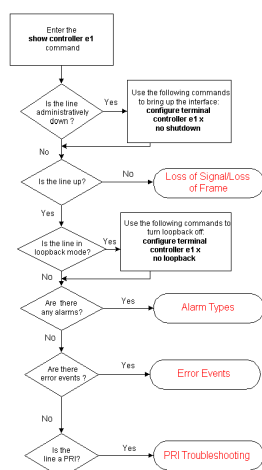 Enter the
show controller e1
command
Is the line
administratively
down ?
Yes
Use the following commands
to bring up the interface:
configure terminal
controller e1 x
no shutdown
No
Is the line up?
No
Loss of Signal/Loss
of Frame
Yes
Is the line in
loopback mode?
Yes
Use the following commands to
turn loopback off:
configure terminal
controller e1 x
no loopback
No
Are there
any alarms?
Yes
Alarm Types
No
Are there
error events ?
Yes
Error Events
No
Is the
line a PRI?
Yes
PRI Troubleshooting